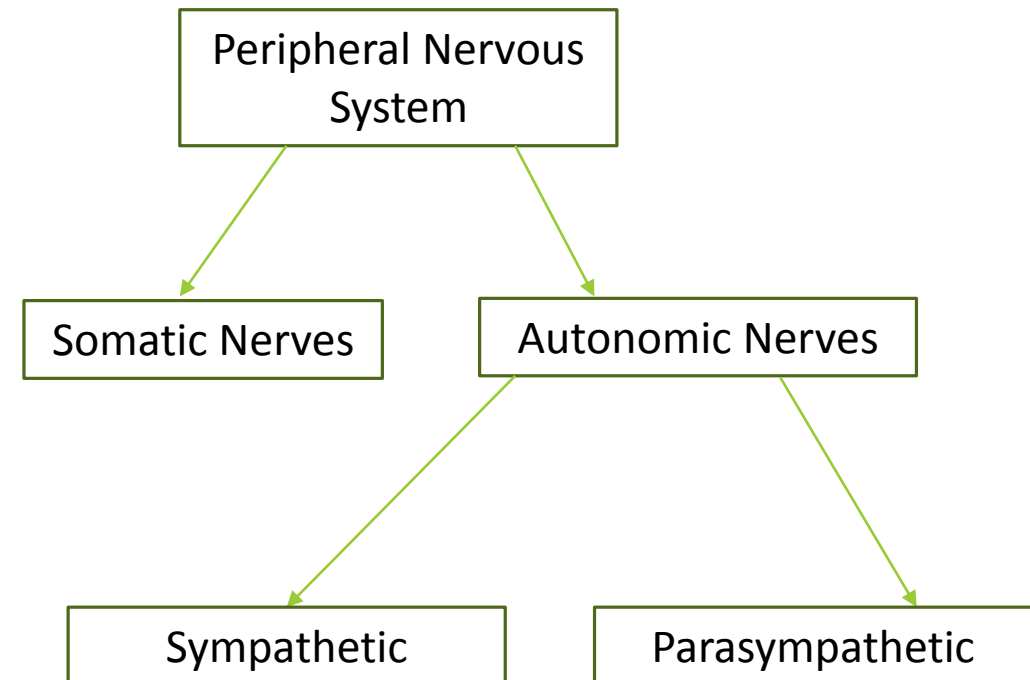 Peripheral Nervous
System
Somatic Nerves
Autonomic Nerves
Sympathetic
Parasympathetic